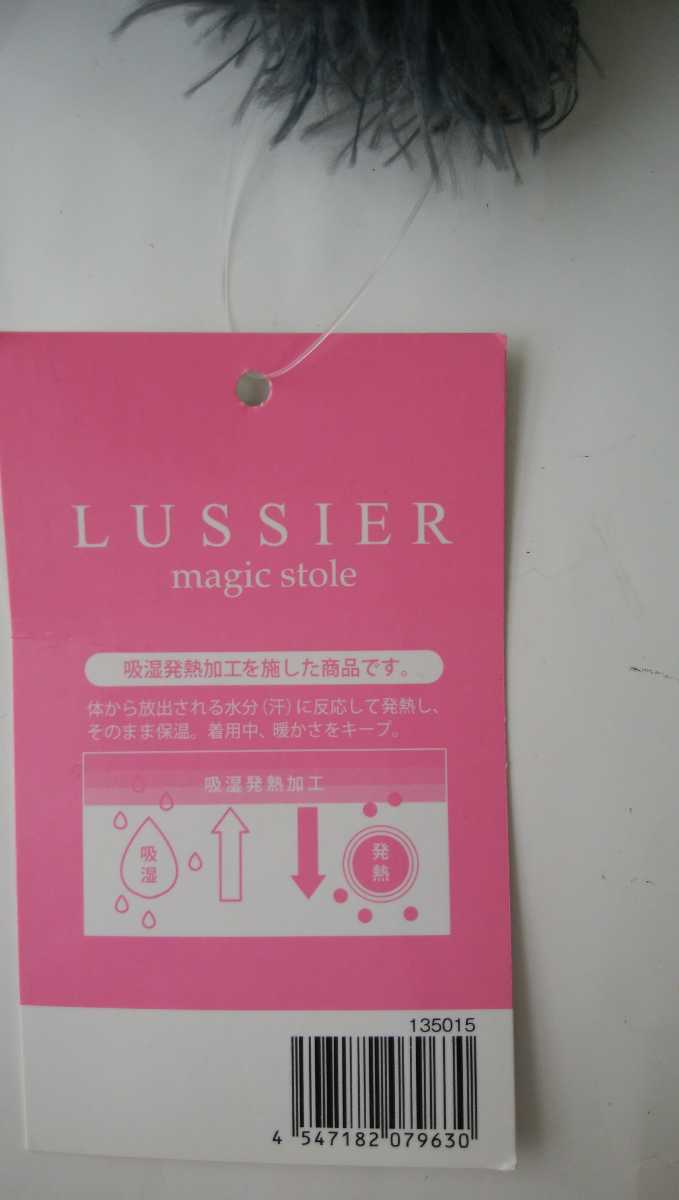 LUSSIER
magic stole
吸湿発熱加工を施した商品です。
体から放出される水分（汗）に反応して発熱し、
そのまま保温。着用中、暖かさをキープ。
吸湿発熱加工
吸湿
発熱
135015
4 547182 079630